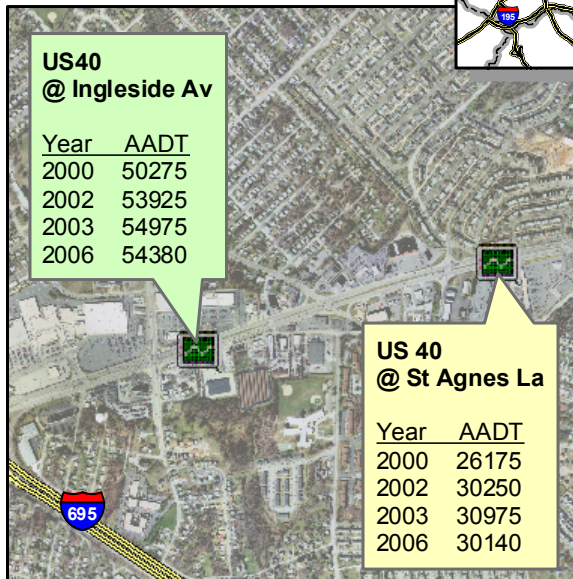 195
US40
@ Ingleside Av
Year AADT
2000 50275
2002 53925
2003 54975
2006 54380
US 40
@ St Agnes La
Year AADT
2000 26175
2002 30250
2003 30975
2006 30140
695